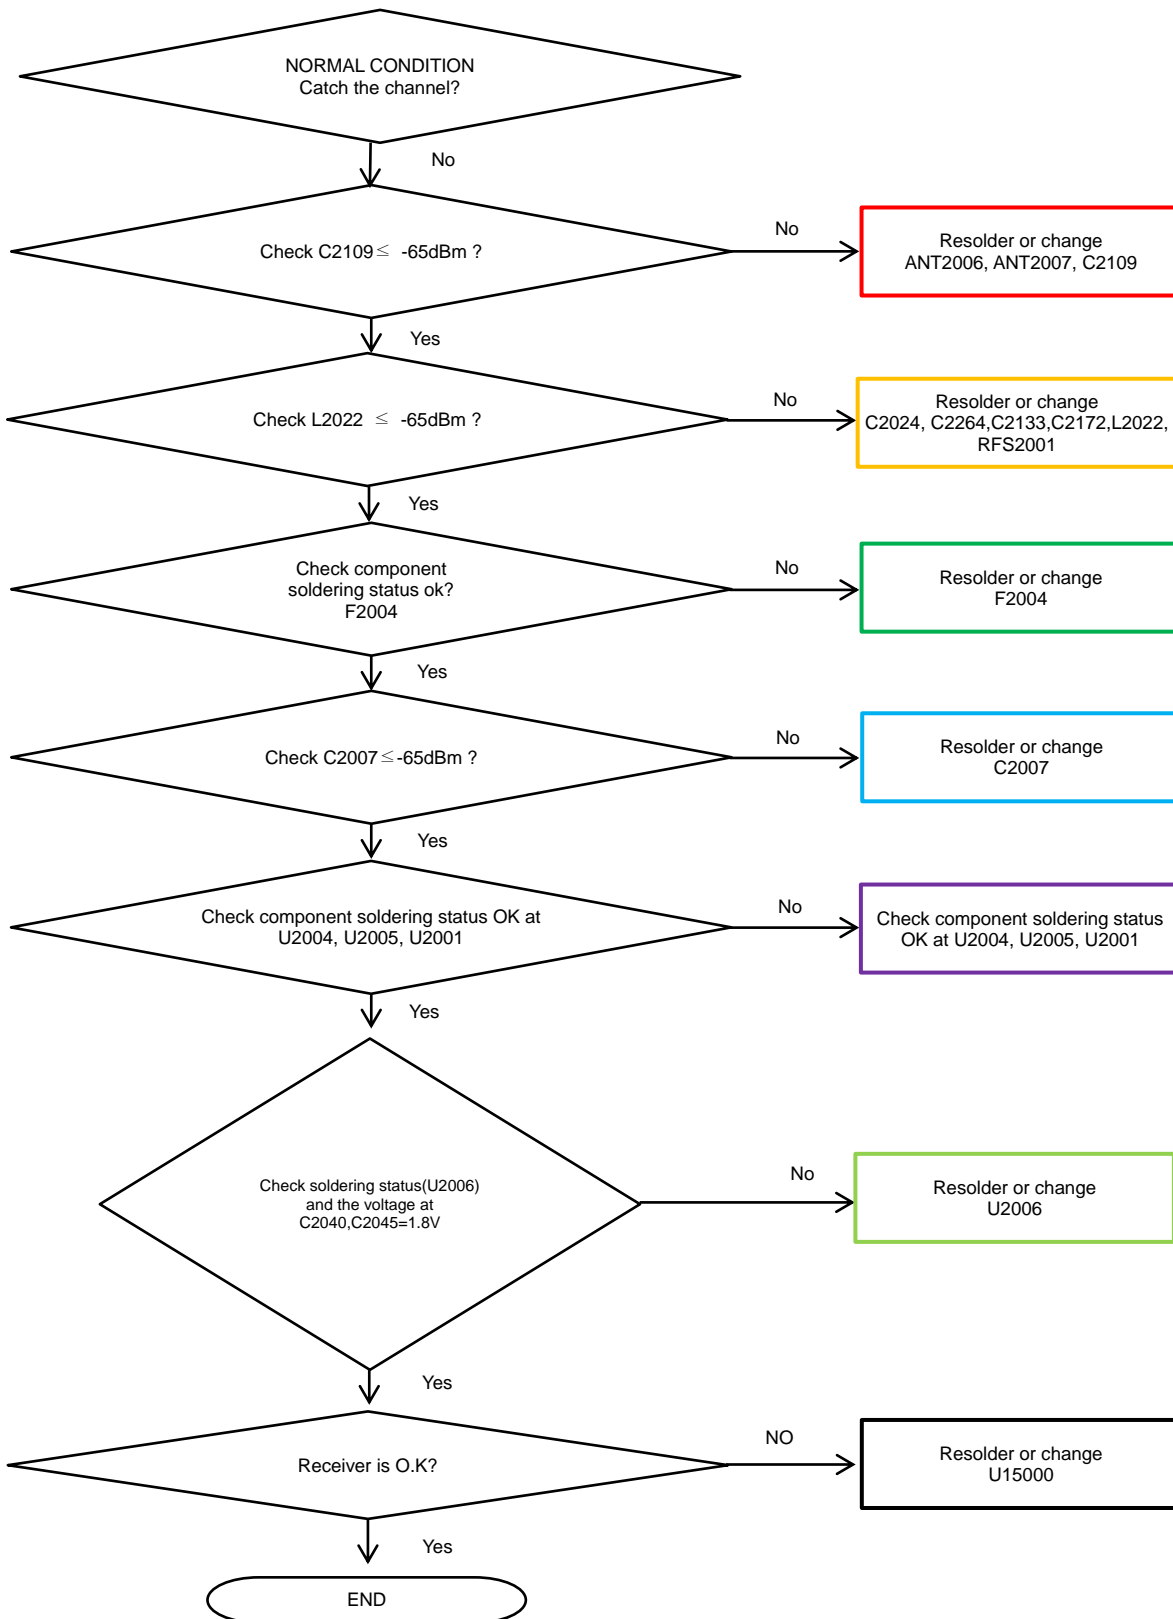 NORMAL CONDITION
Catch the channel?
No
Check C2109≤ -65dBm ?
No
Resolder or change
ANT2006, ANT2007, C2109
Yes
Check L2022 ≤ -65dBm ?
No
Resolder or change
C2024, C2264,C2133,C2172,L2022,
RFS2001
Yes
Check component
soldering status ok?
F2004
No
Resolder or change
F2004
Yes
Check C2007≤-65dBm ?
No
Resolder or change
C2007
Yes
Check component soldering status OK at
U2004, U2005, U2001
No
Check component soldering status
OK at U2004, U2005, U2001
Yes
Check soldering status(U2006)
and the voltage at
C2040,C2045=1.8V
No
Resolder or change
U2006
Yes
Receiver is O.K?
NO
Resolder or change
U15000
Yes
END